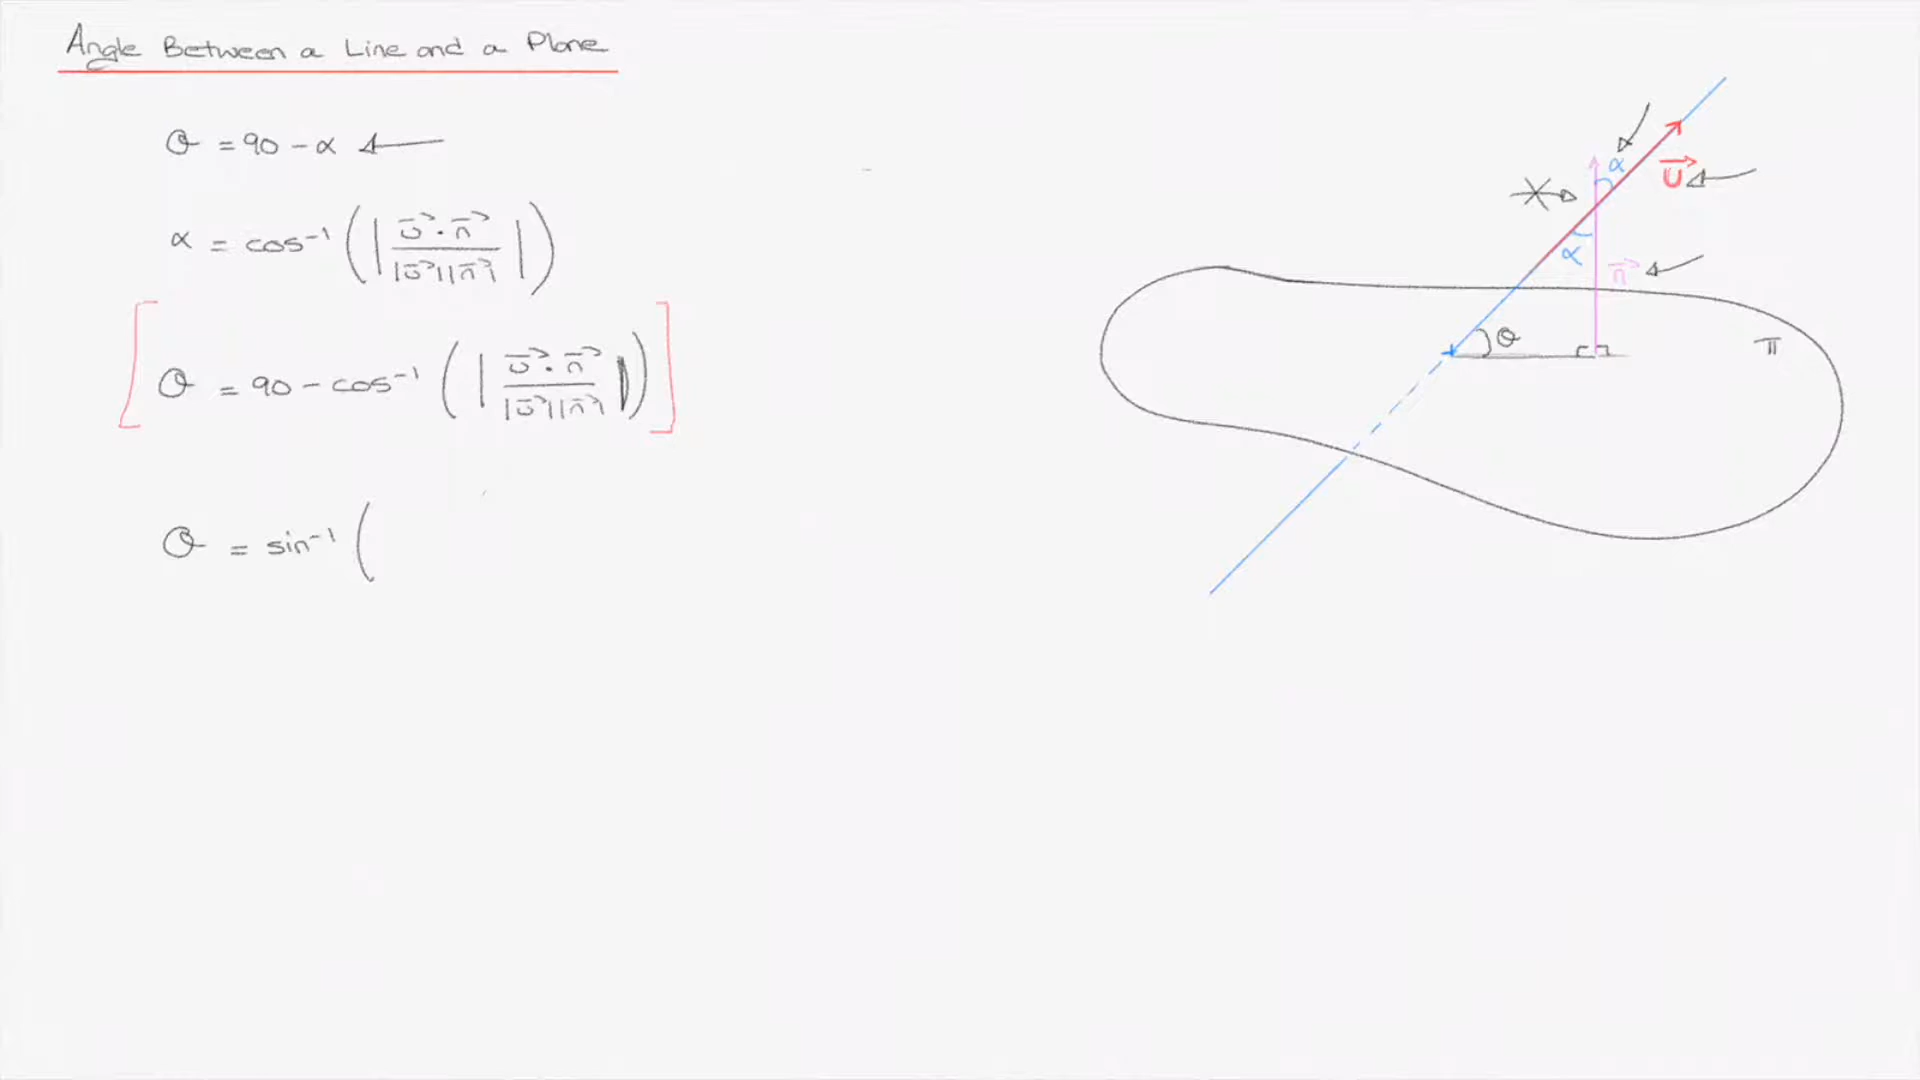 Angle Between a Line and a Plane
θ = 90 - α
α = cos⁻¹(|u⃗ · n⃗ / |u⃗||n⃗||)
[θ = 90 - cos⁻¹(|u⃗ · n⃗ / |u⃗||n⃗||)]
θ = sin⁻¹(
α
u⃗
α
n⃗
θ
π